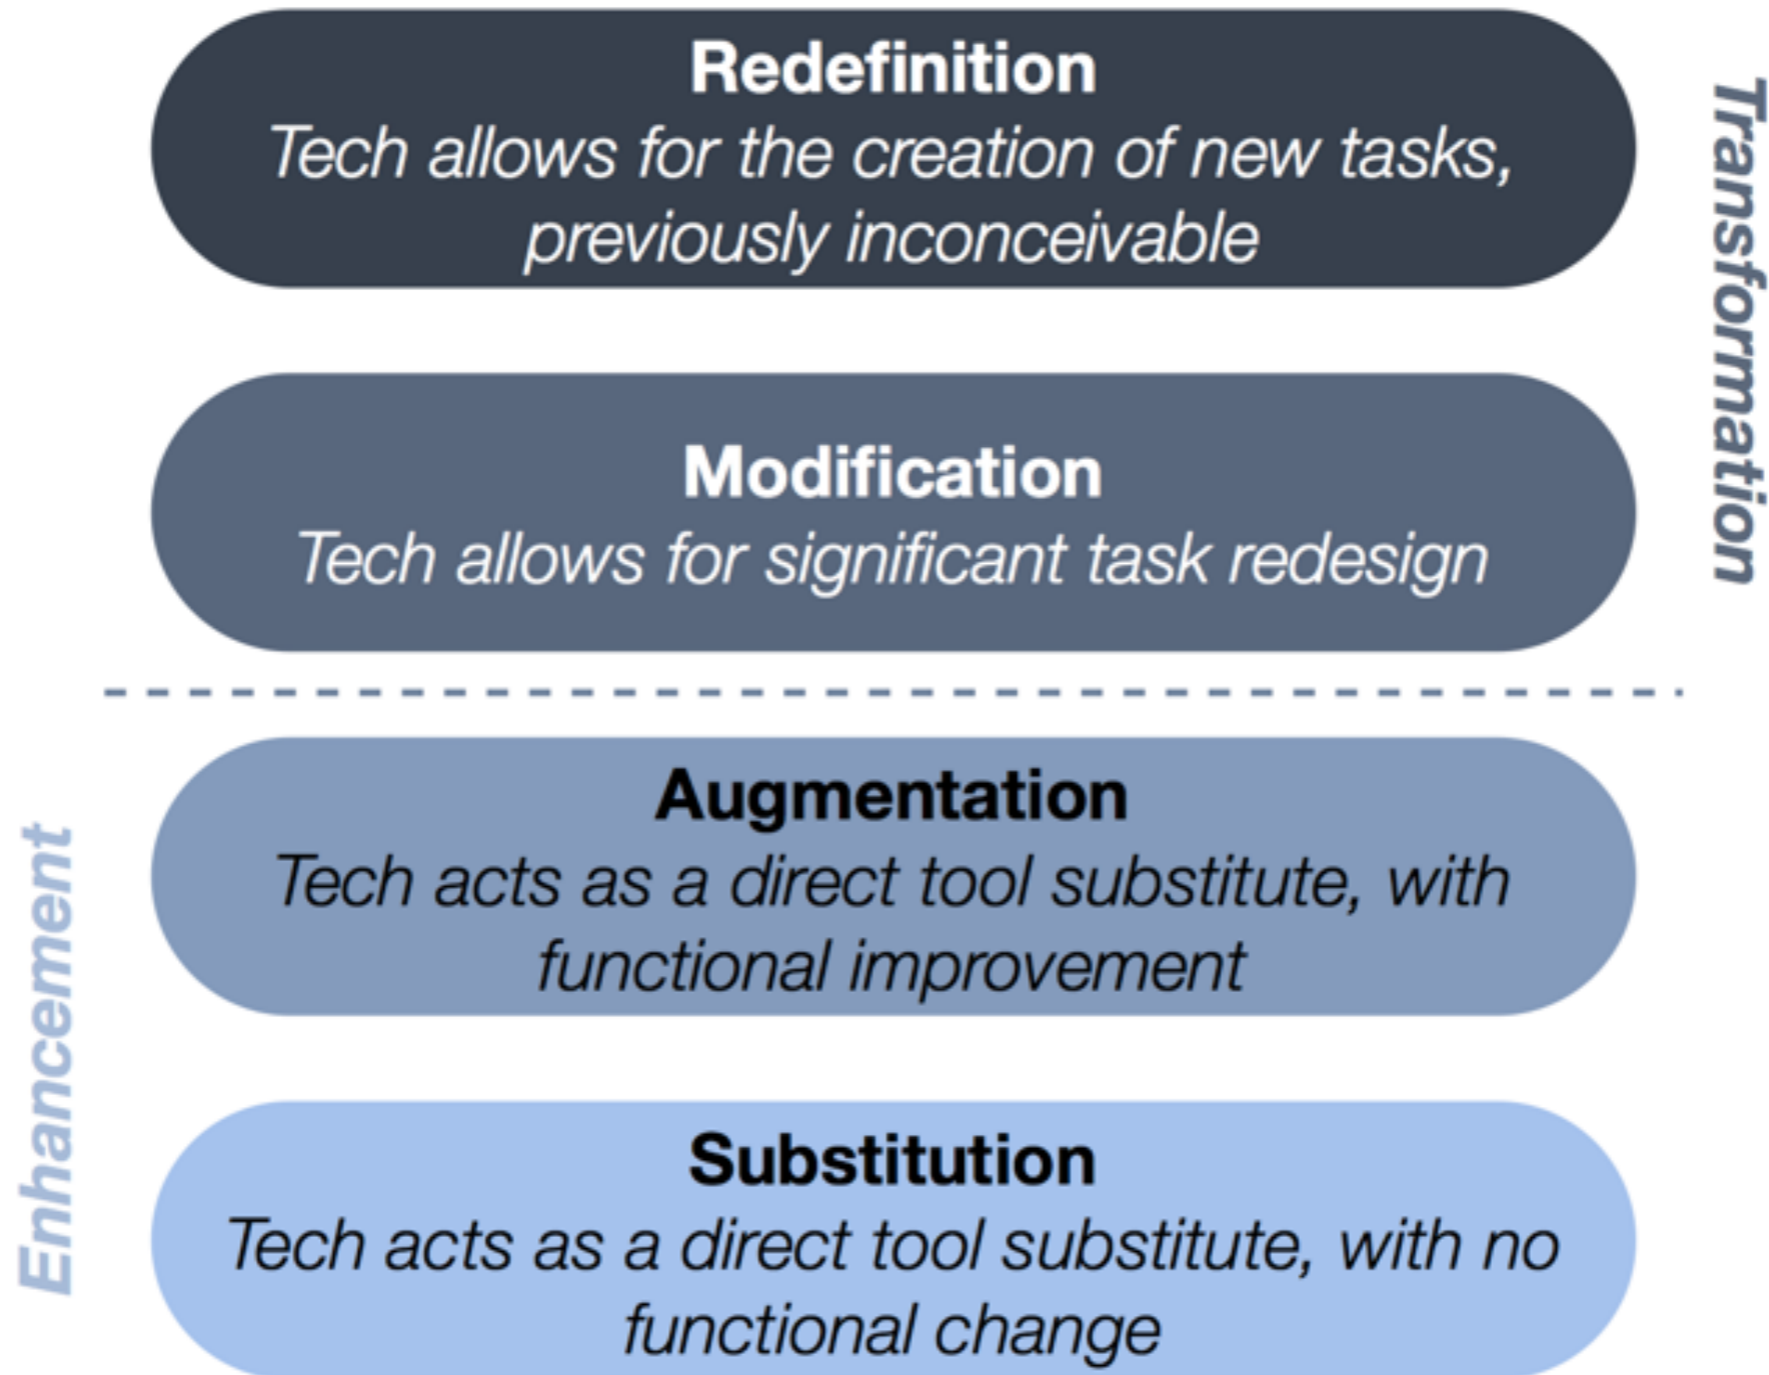 Redefinition
Tech allows for the creation of new tasks,
previously inconceivable
Transformation
Modification
Tech allows for significant task redesign
Augmentation
Tech acts as a direct tool substitute, with
functional improvement
Enhancement
Substitution
Tech acts as a direct tool substitute, with no
functional change